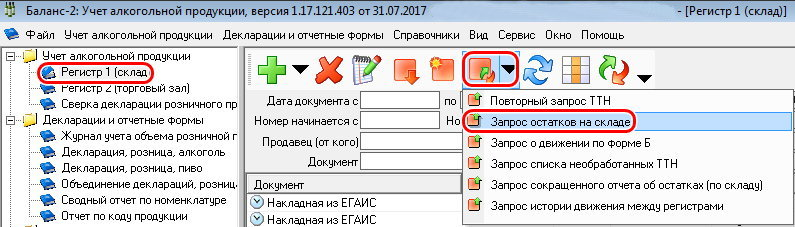 Баланс-2: Учет алкогольной продукции, версия 1.17.121.403 от 31.07.2017 - [Регистр 1 (склад)]
Файл Учет алкогольной продукции Декларации и отчетные формы Справочники Вид Сервис Окно Помощь
Учет алкогольной продукции
Регистр 1 (склад)
Регистр 2 (торговый зал)
Сверка декларации розничного п
Декларации и отчетные формы
Журнал учета объема розничной г
Декларация, розница, алкоголь
Декларация, розница, пиво
Объединение деклараций, розниц
Сводный отчет по номенклатуре
Отчет по коду продукции
Дата документа с по
Номер начинается с Но
Продавец (от кого)
Документ
Документ
Накладная из ЕГАИС
Накладная из ЕГАИС
Повторный запрос ТТН
Запрос остатков на складе
Запрос о движении по форме Б
Запрос списка необработанных ТТН
Запрос сокращенного отчета об остатках (по складу)
Запрос истории движения между регистрами